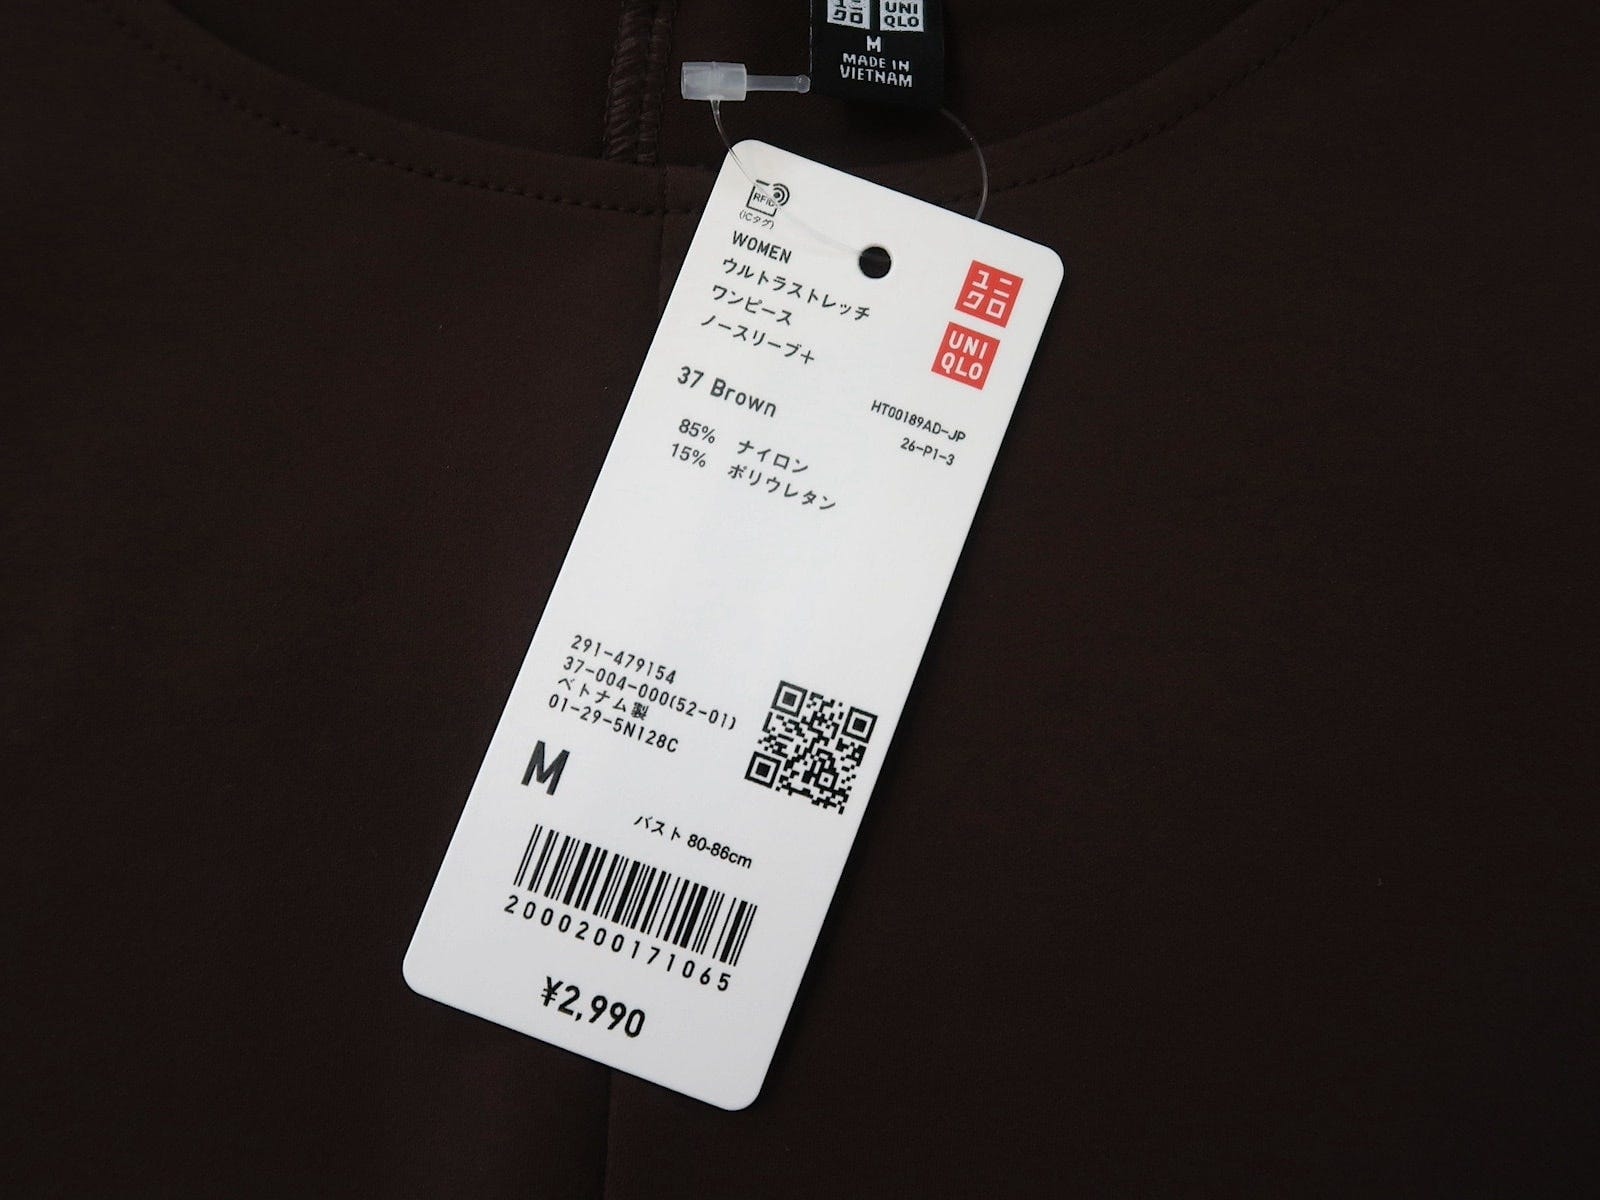 ユニ
クロ
UNI
QLO
M
MADE IN
VIETNAM
RFID
(ICタグ)
WOMEN
ウルトラストレッチ
ワンピース
ノースリーブ+
ユニ
クロ
UNI
QLO
37 Brown
HT00189AD-JP
26-P1-3
85% ナイロン
15% ポリウレタン
291-479154
37-004-000(52-01)
ベトナム製
01-29-5N128C
M
バスト 80-86cm
2000200171065
¥2,990